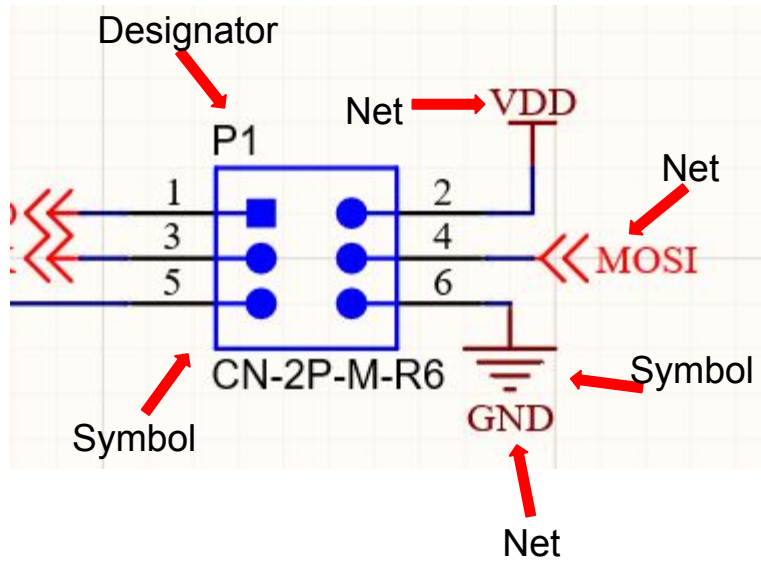 Designator
Net VDD
P1
Net
1 2
3 4 MOSI
5 6
CN-2P-M-R6
Symbol
GND
Symbol
Net